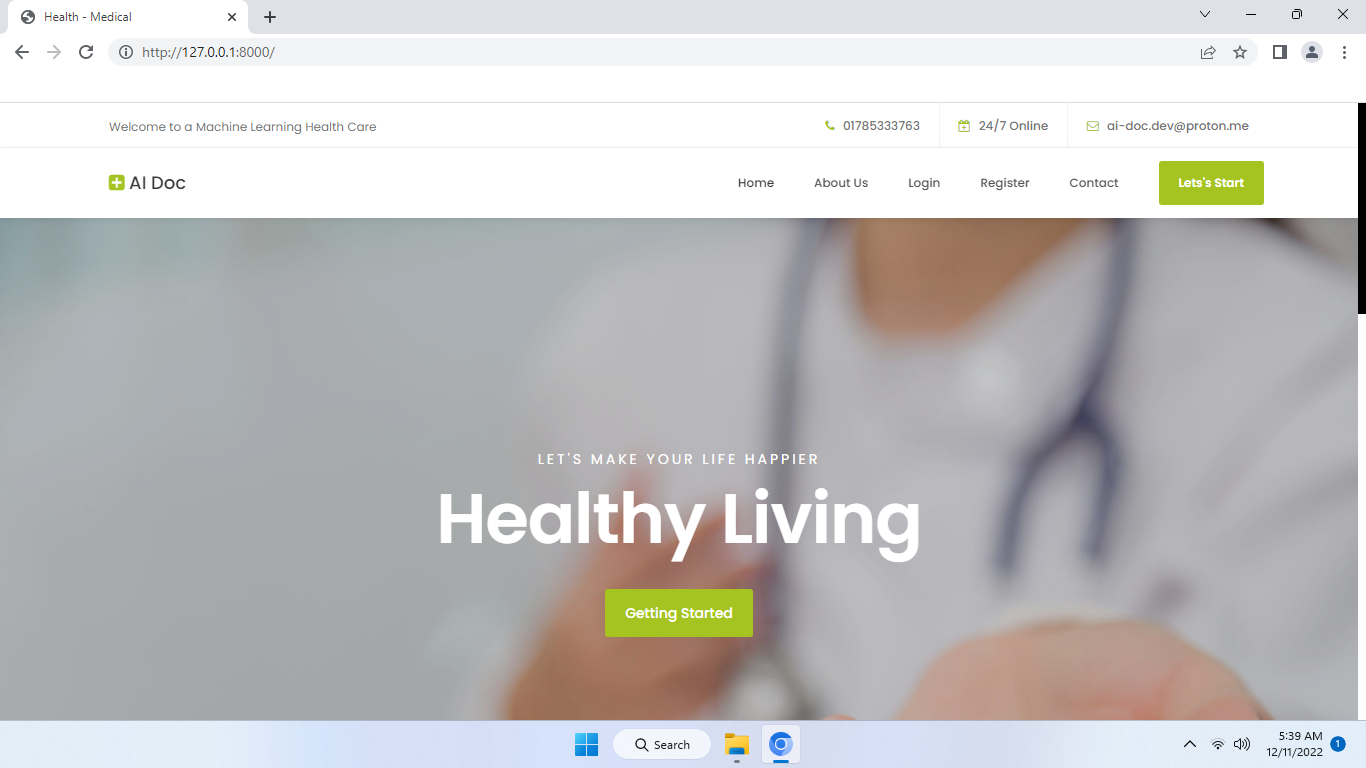 Health - Medical
http://127.0.0.1:8000/
Welcome to a Machine Learning Health Care
01785333763
24/7 Online
ai-doc.dev@proton.me
AI Doc
Home
About Us
Login
Register
Contact
Lets's Start
LET'S MAKE YOUR LIFE HAPPIER
Healthy Living
Getting Started
Search
5:39 AM
12/11/2022
1